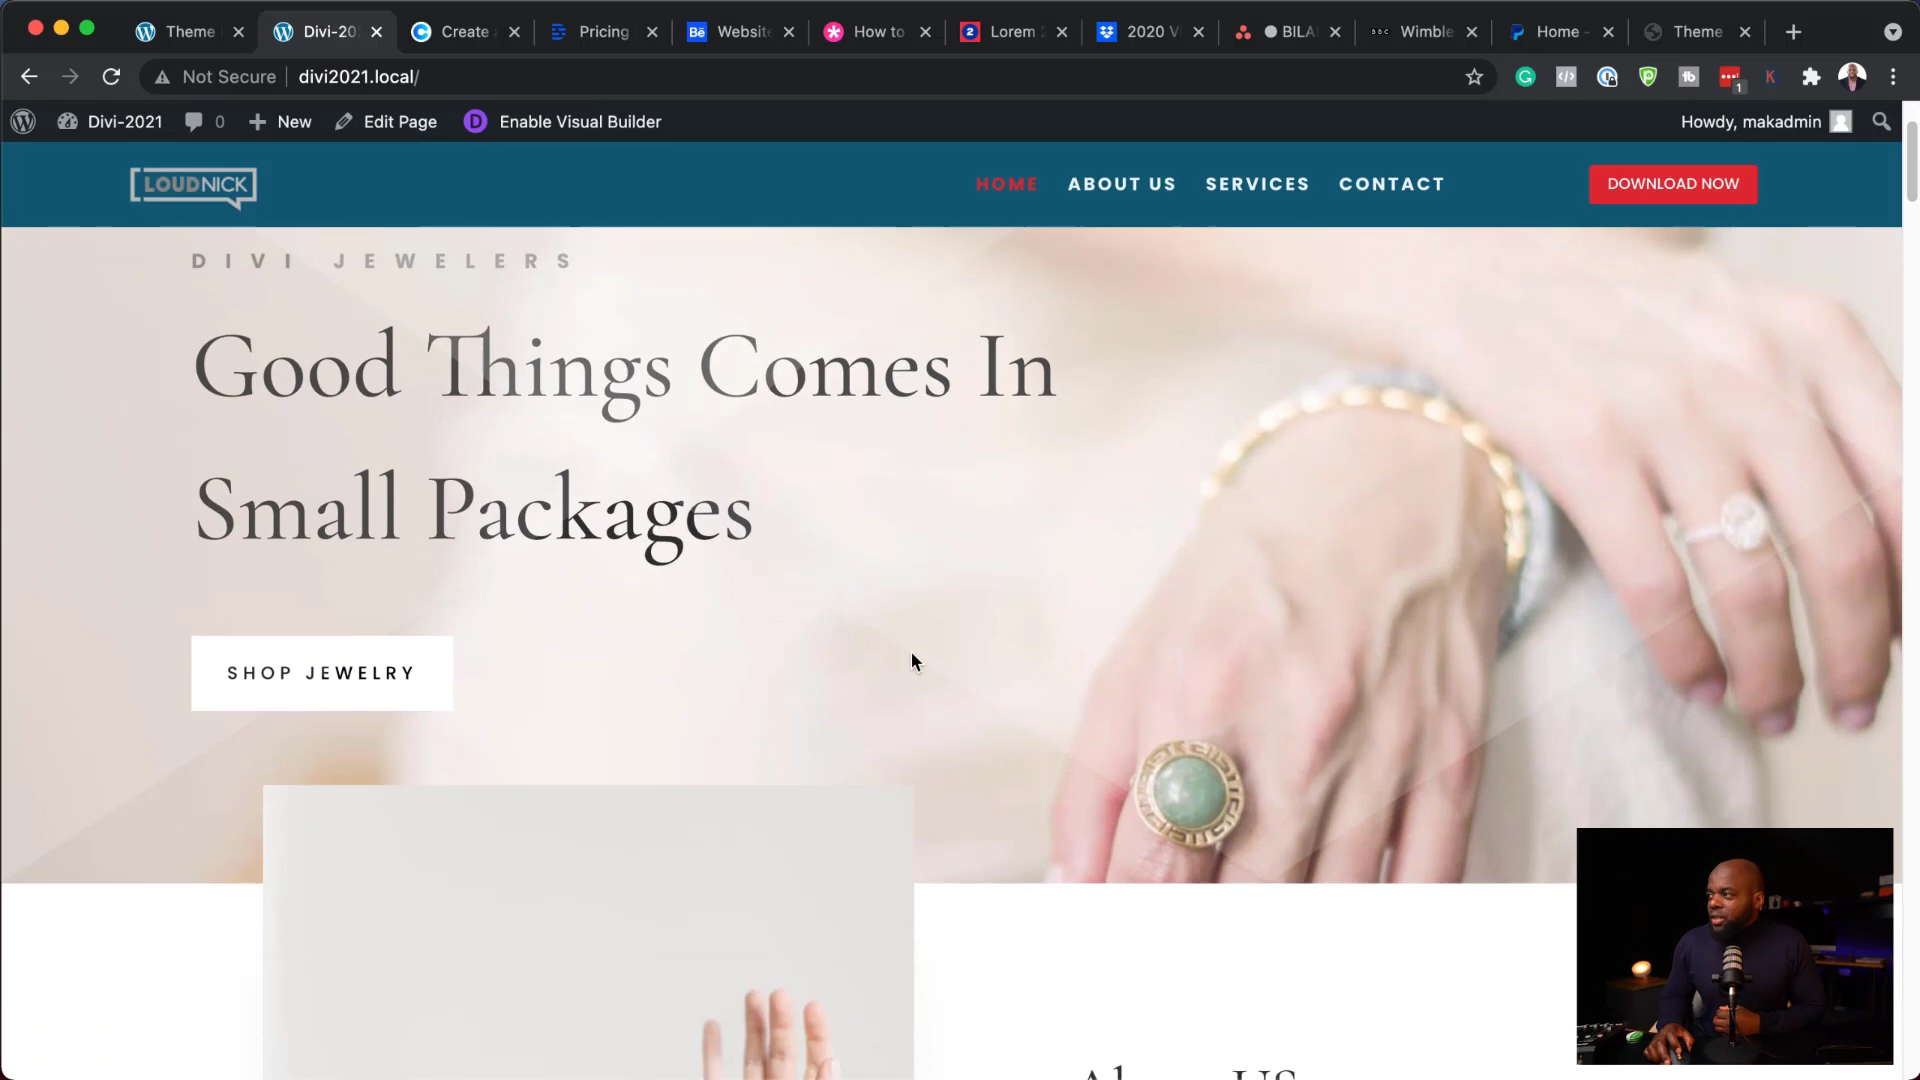 Theme
Divi-20
Create
Pricing
Website
How to
Lorem
2020 V
BILA
Wimble
Home -
Theme
Not Secure
divi2021.local/
Divi-2021
0
New
Edit Page
Enable Visual Builder
Howdy, makadmin
LOUDNICK
HOME
ABOUT US
SERVICES
CONTACT
DOWNLOAD NOW
DIVI JEWELERS
Good Things Comes In
Small Packages
SHOP JEWELRY